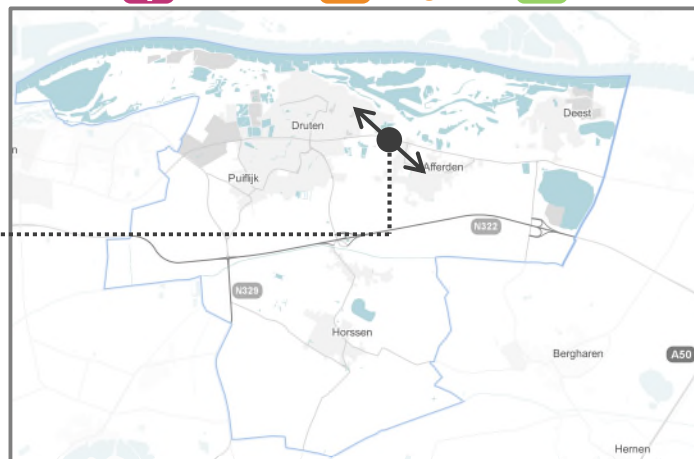 Druten
Deest
n
Afferden
Puiflijk
N322
N329
Horssen
Bergharen
A50
Hernen